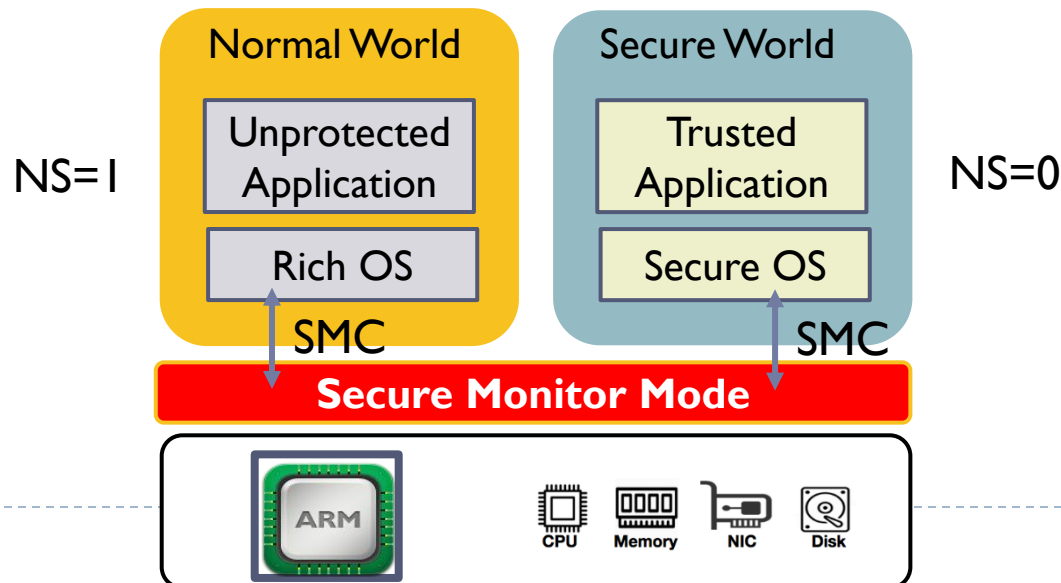 Normal World
Secure World
Unprotected
Application
Trusted
Application
NS=1
NS=0
Rich OS
Secure OS
SMC
SMC
Secure Monitor Mode
ARM
CPU
Memory
NIC
Disk